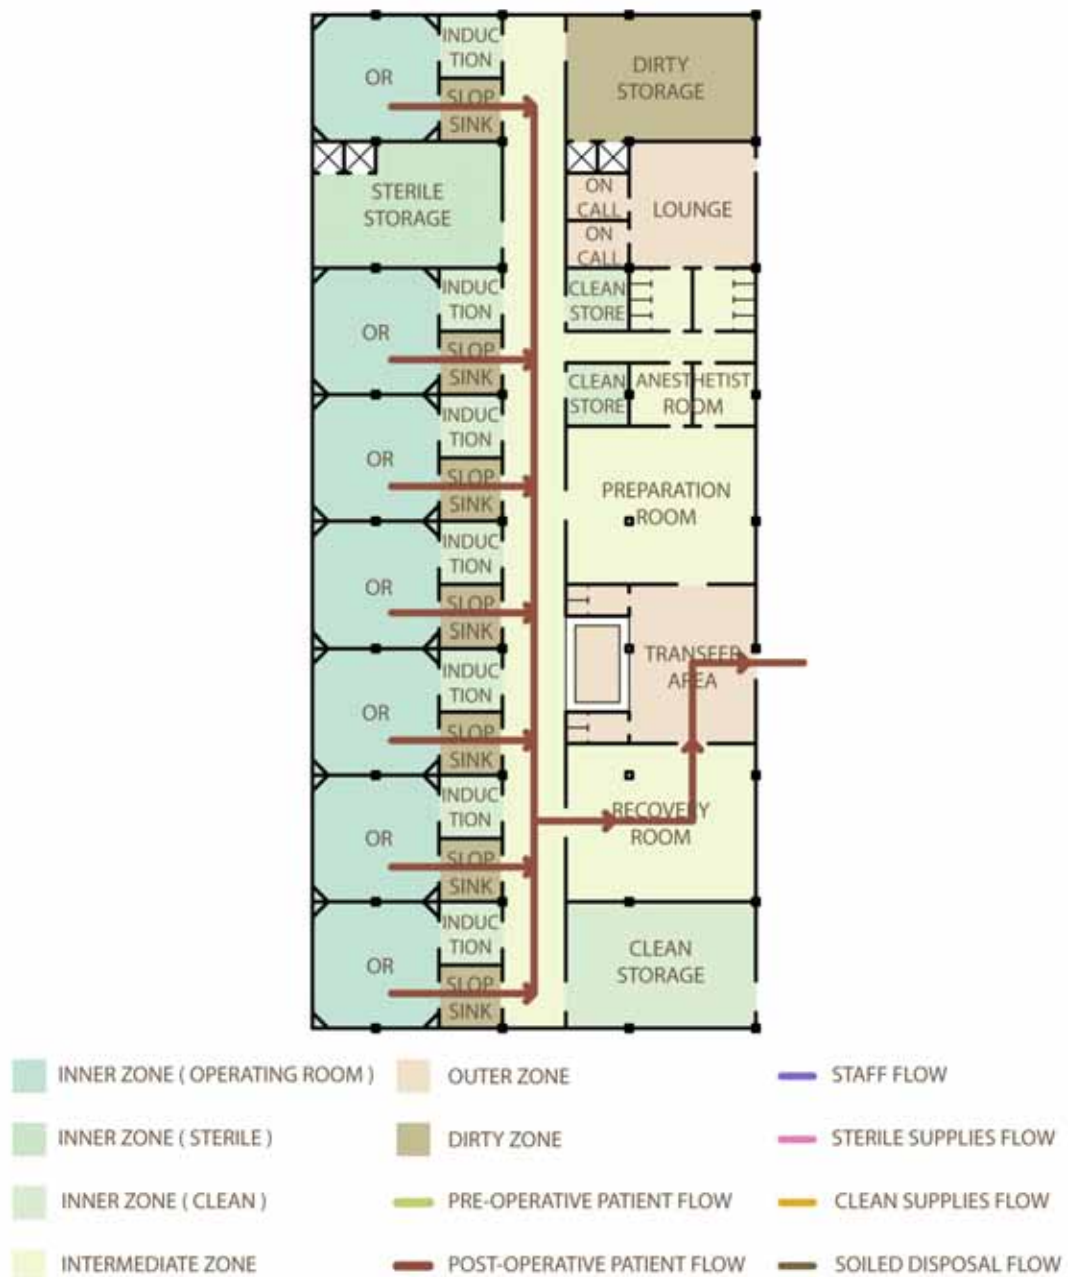 INDUC
TION
OR
SLOP
SINK
DIRTY
STORAGE
STERILE
STORAGE
ON
CALL
LOUNGE
ON
CALL
INDUC
TION
OR
SLOP
SINK
CLEAN
STORE
CLEAN
STORE
ANESTHETIST
ROOM
INDUC
TION
OR
SLOP
SINK
PREPARATION
ROOM
INDUC
TION
OR
SLOP
SINK
INDUC
TION
OR
SLOP
SINK
TRANSFER
AREA
INDUC
TION
OR
SLOP
SINK
RECOVERY
ROOM
INDUC
TION
OR
SLOP
SINK
CLEAN
STORAGE
INNER ZONE ( OPERATING ROOM )
OUTER ZONE
STAFF FLOW
INNER ZONE ( STERILE )
DIRTY ZONE
STERILE SUPPLIES FLOW
INNER ZONE ( CLEAN )
PRE-OPERATIVE PATIENT FLOW
CLEAN SUPPLIES FLOW
INTERMEDIATE ZONE
POST-OPERATIVE PATIENT FLOW
SOILED DISPOSAL FLOW